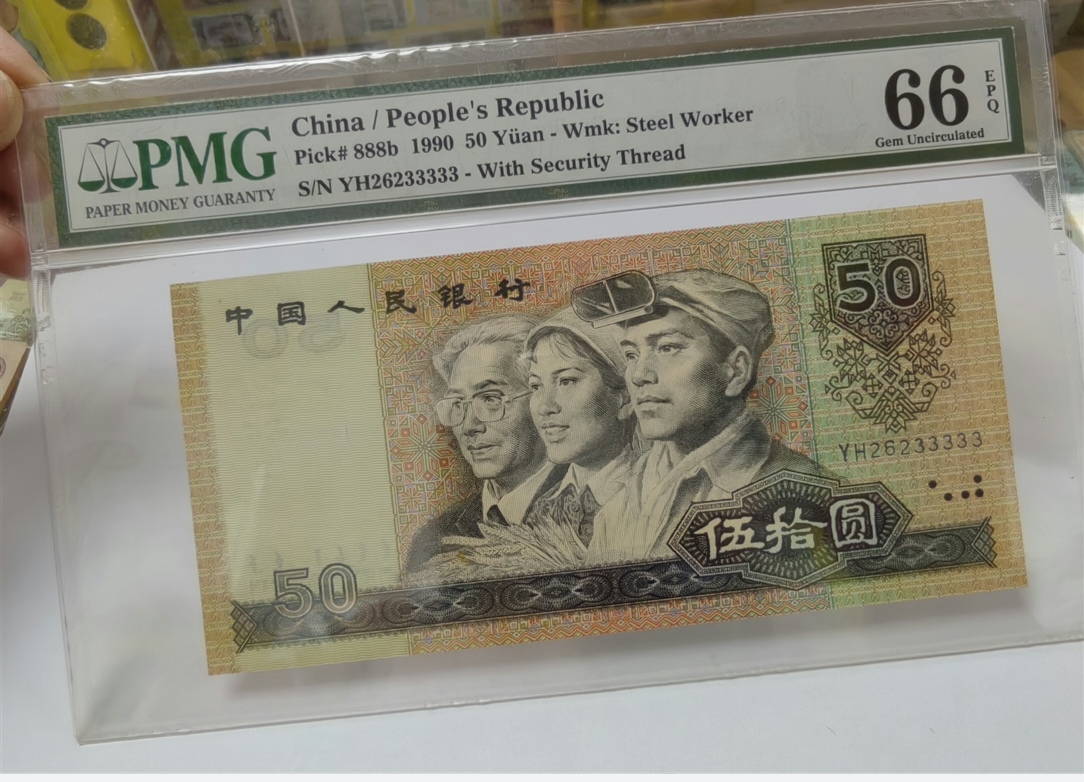 PMG
PAPER MONEY GUARANTY
China / People's Republic
Pick# 888b 1990 50 Yüan - Wmk: Steel Worker
S/N YH26233333 - With Security Thread
66
EPQ
Gem Uncirculated
中国人民银行
50
YH26233333
伍拾圆
50